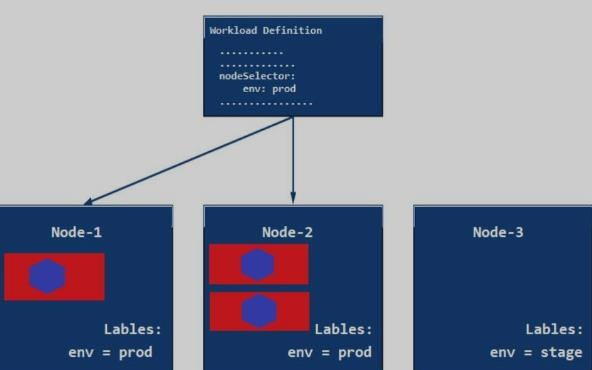 Workload Definition
...........
.............
nodeSelector:
env: prod
................
Node-1
Node-2
Node-3
Lables:
env = prod
Lables:
env = prod
Lables:
env = stage